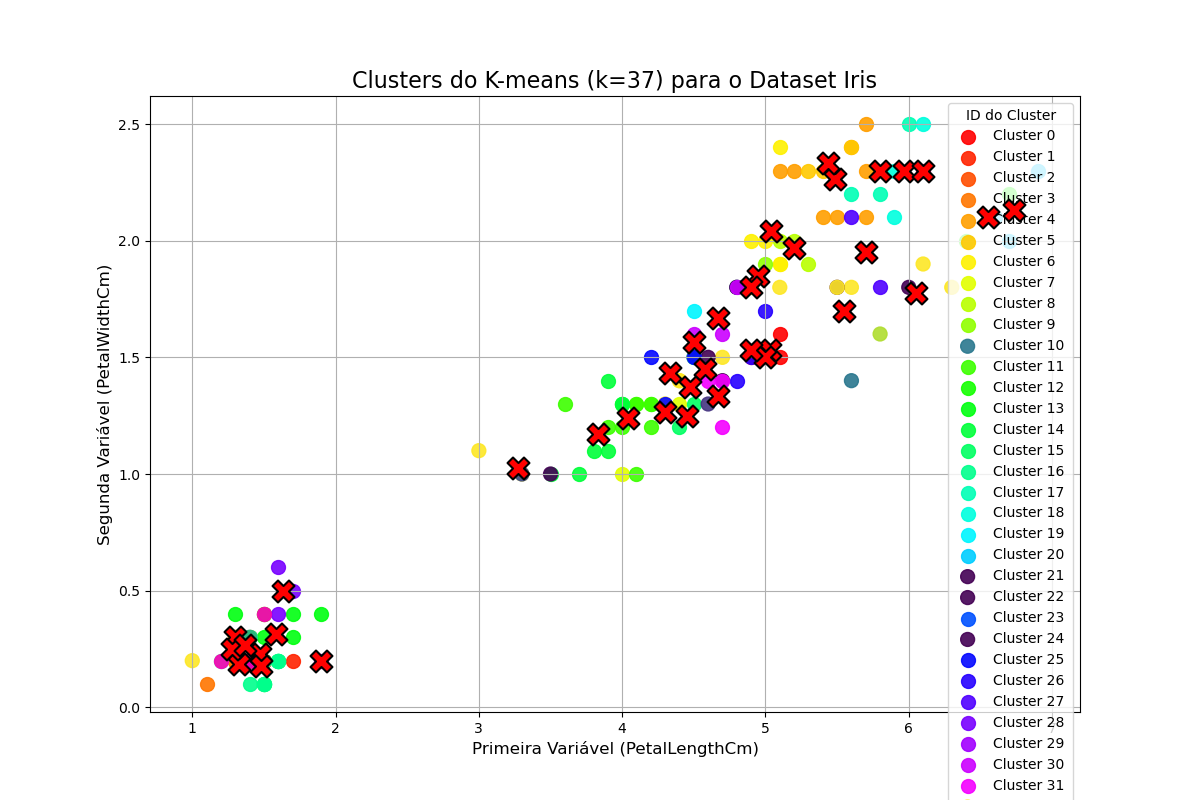 Clusters do K-means (k=37) para o Dataset Iris
Segunda Variável (PetalWidthCm)
2.5
2.0
1.5
1.0
0.5
0.0
1
2
3
4
5
6
7
Primeira Variável (PetalLengthCm)
ID do Cluster
Cluster 0
Cluster 1
Cluster 2
Cluster 3
Cluster 4
Cluster 5
Cluster 6
Cluster 7
Cluster 8
Cluster 9
Cluster 10
Cluster 11
Cluster 12
Cluster 13
Cluster 14
Cluster 15
Cluster 16
Cluster 17
Cluster 18
Cluster 19
Cluster 20
Cluster 21
Cluster 22
Cluster 23
Cluster 24
Cluster 25
Cluster 26
Cluster 27
Cluster 28
Cluster 29
Cluster 30
Cluster 31